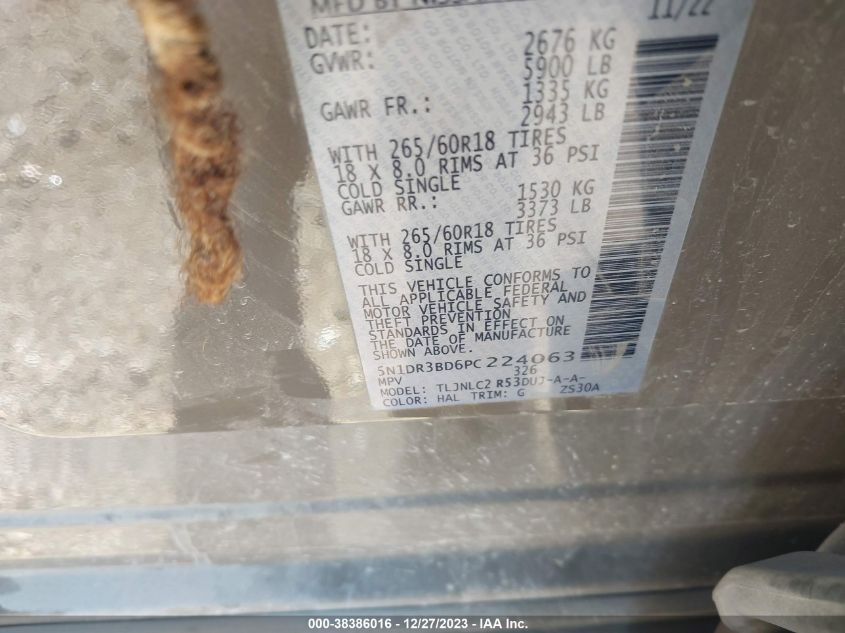 MFD BY NISSAN
DATE: 11/22
GVWR: 2676 KG
5900 LB
GAWR FR.: 1335 KG
2943 LB
WITH 265/60R18 TIRES
18 X 8.0 RIMS AT 36 PSI
COLD SINGLE
GAWR RR.: 1530 KG
3373 LB
WITH 265/60R18 TIRES
18 X 8.0 RIMS AT 36 PSI
COLD SINGLE
THIS VEHICLE CONFORMS TO
ALL APPLICABLE FEDERAL
MOTOR VEHICLE SAFETY AND
THEFT PREVENTION
STANDARDS IN EFFECT ON
THE DATE OF MANUFACTURE
SHOWN ABOVE.
5N1DR3BD6PC224063
MPV 326
MODEL: TLJNLC2 R53DUJ-A-A-
COLOR: HAL TRIM: G ZS30A
000-38386016 - 12/27/2023 - IAA Inc.